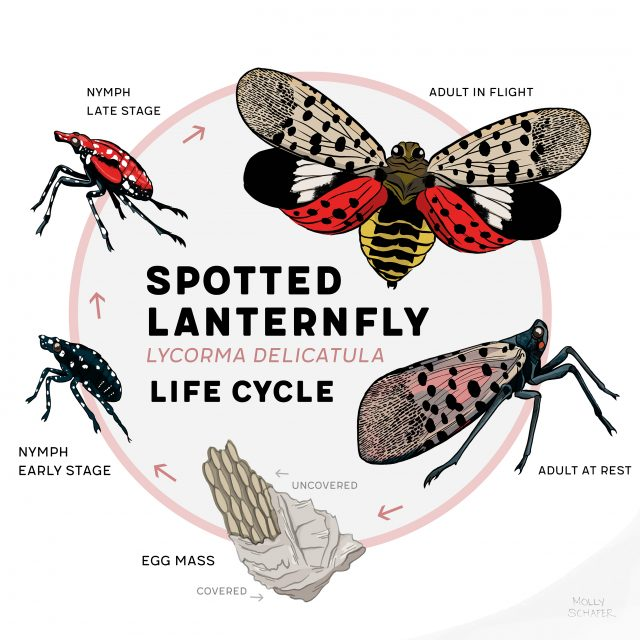 NYMPH
LATE STAGE
ADULT IN FLIGHT
SPOTTED
LANTERNFLY
LYCORMA DELICATULA
LIFE CYCLE
NYMPH
EARLY STAGE
ADULT AT REST
UNCOVERED
EGG MASS
COVERED
MOLLY
SCHAFER